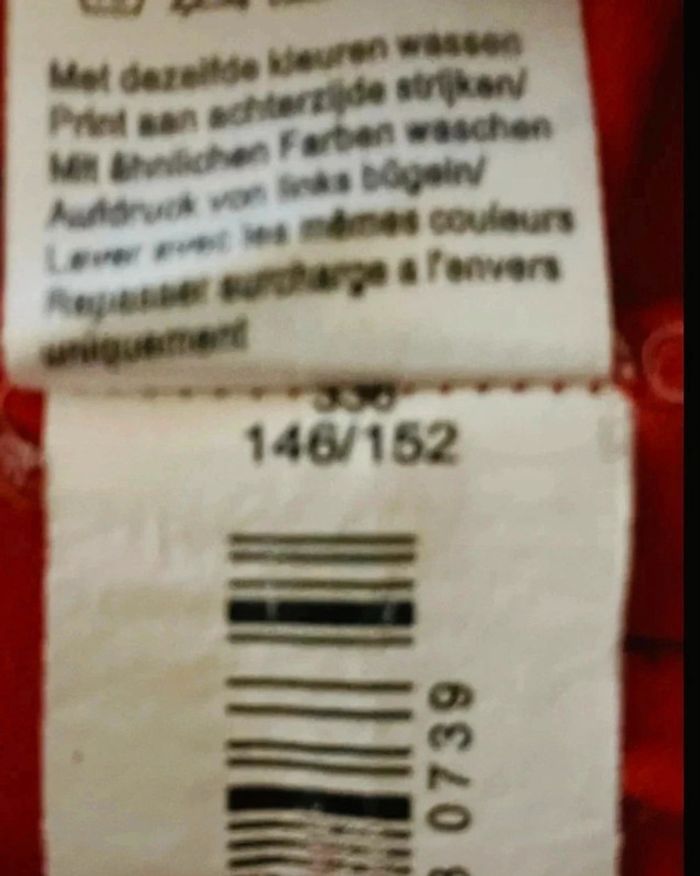 Met dezelfde kleuren wassen
Print aan achterzijde strijken/
Mit ähnlichen Farben waschen
Aufdruck von links bügeln/
Laver avec les mêmes couleurs
Repasser surcharge a l'envers
uniquement
146/152
0739